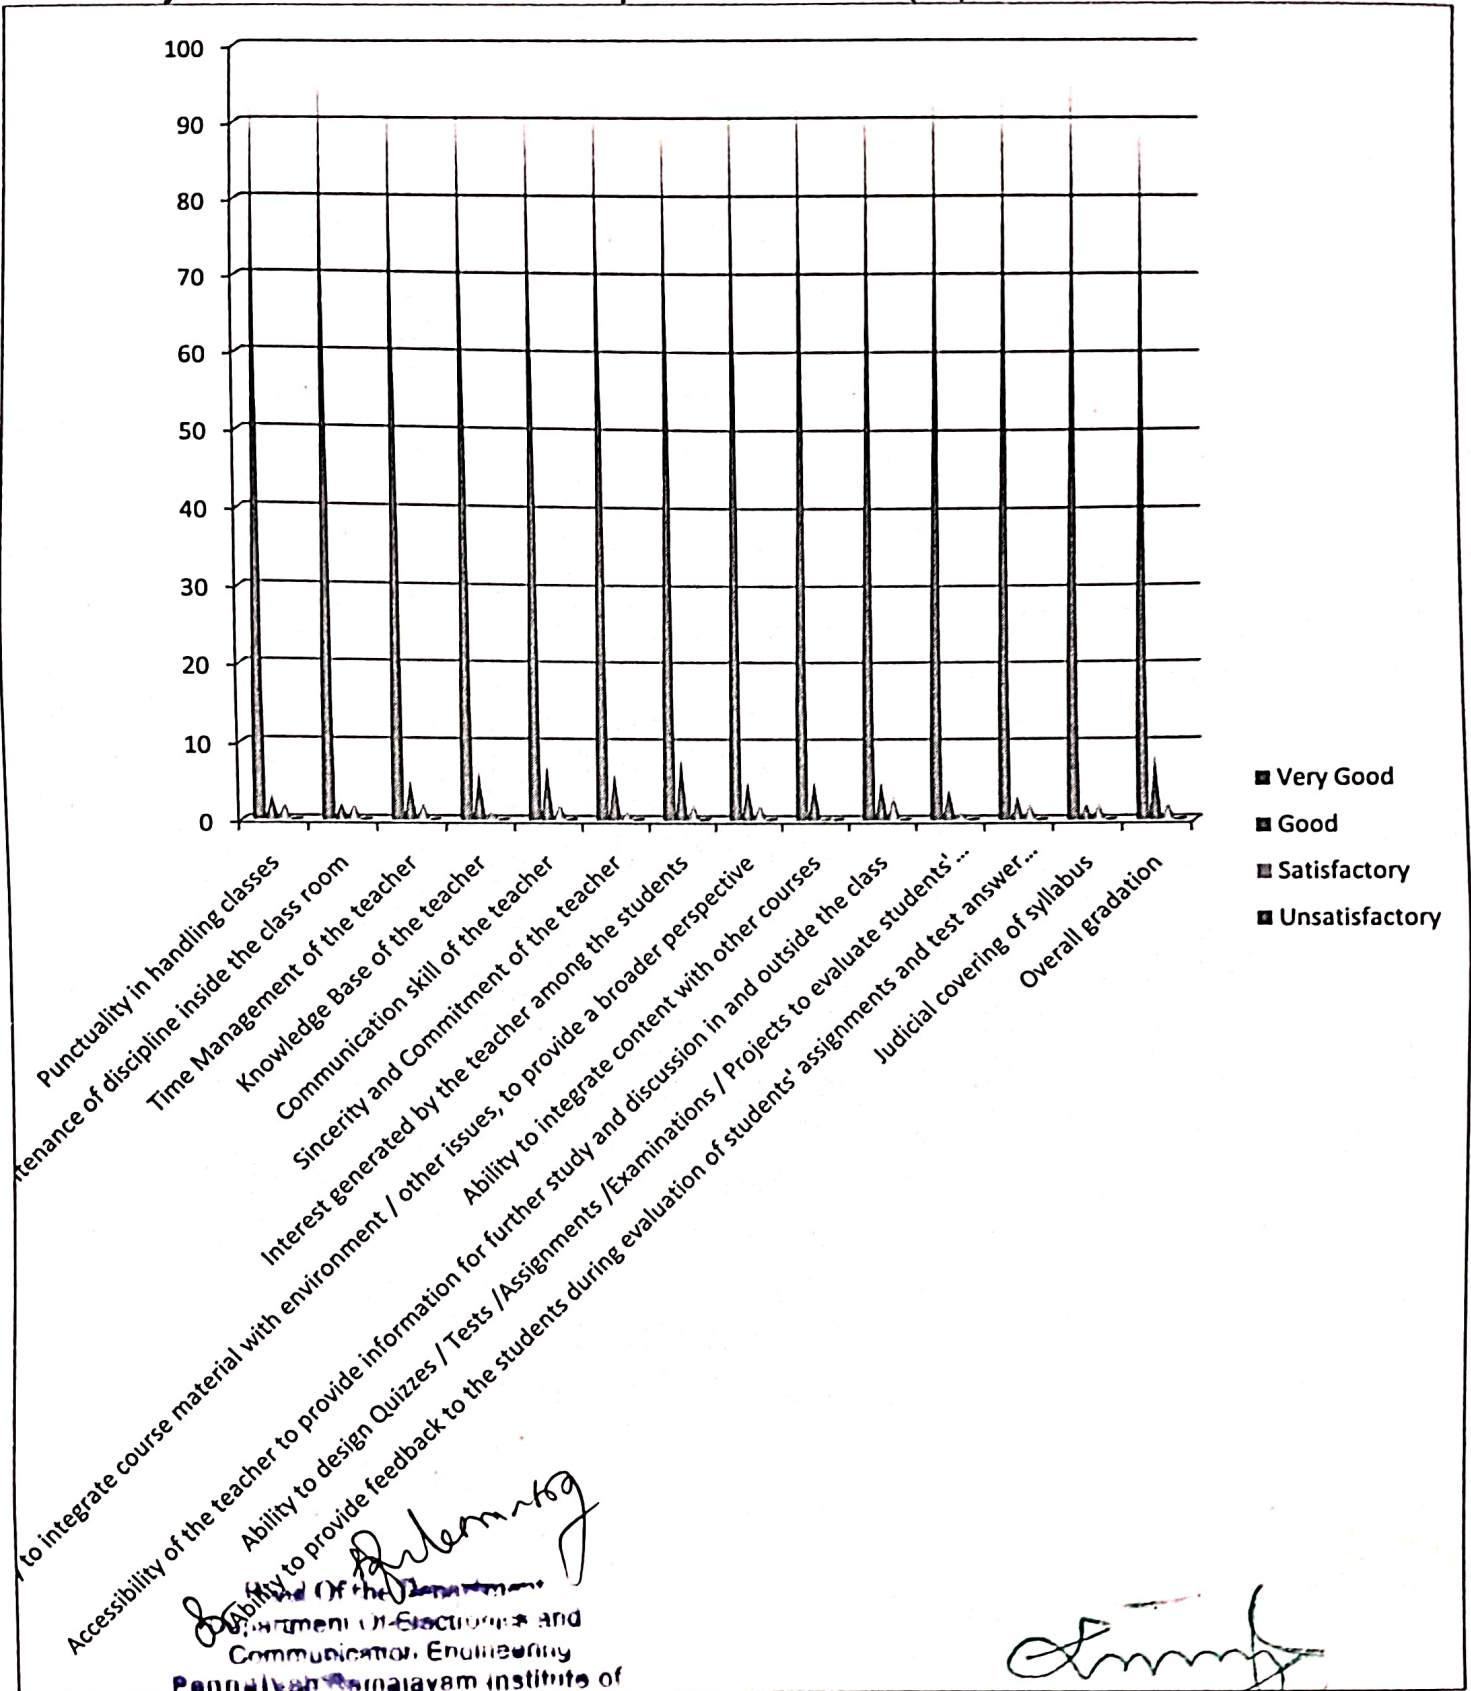 100
90
80
70
60
50
40
30
20
10
0
Very Good
Good
Satisfactory
Unsatisfactory
Punctuality in handling classes
tenance of discipline inside the class room
Time Management of the teacher
Knowledge Base of the teacher
Communication skill of the teacher
Sincerity and Commitment of the teacher
Interest generated by the teacher among the students
to integrate course material with environment / other issues, to provide a broader perspective
Ability to integrate content with other courses
Accessibility of the teacher to provide information for further study and discussion in and outside the class
Ability to design Quizzes / Tests /Assignments /Examinations / Projects to evaluate students'...
Ability to provide feedback to the students during evaluation of students' assignments and test answer...
Judicial covering of syllabus
Overall gradation
Head Of the Department
Of Electronics and
Communication Engineering
Institute of